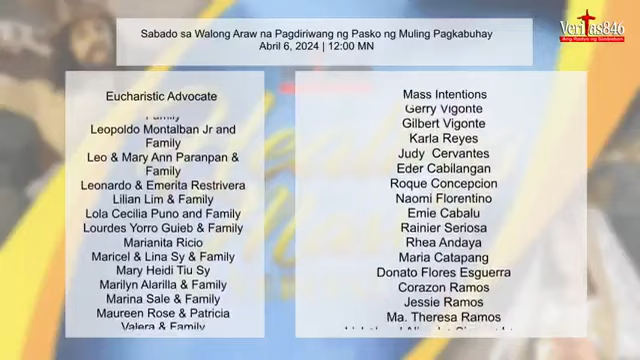 Sabado sa Walong Araw na Pagdiriwang ng Pasko ng Muling Pagkabuhay
Abril 6, 2024 | 12:00 MN
Veritas846
Ang Radyo ng Simbahan
Eucharistic Advocate
Family
Leopoldo Montalban Jr and
Family
Leo & Mary Ann Paranpan &
Family
Leonardo & Emerita Restrivera
Lilian Lim & Family
Lola Cecilia Puno and Family
Lourdes Yorro Guieb & Family
Marianita Ricio
Maricel & Lina Sy & Family
Mary Heidi Tiu Sy
Marilyn Alarilla & Family
Marina Sale & Family
Maureen Rose & Patricia
Valera & Family
Mass Intentions
Gerry Vigonte
Gilbert Vigonte
Karla Reyes
Judy Cervantes
Eder Cabilangan
Roque Concepcion
Naomi Florentino
Ernie Cabalu
Rainier Seriosa
Rhea Andaya
Maria Catapang
Donato Flores Esguerra
Corazon Ramos
Jessie Ramos
Ma. Theresa Ramos